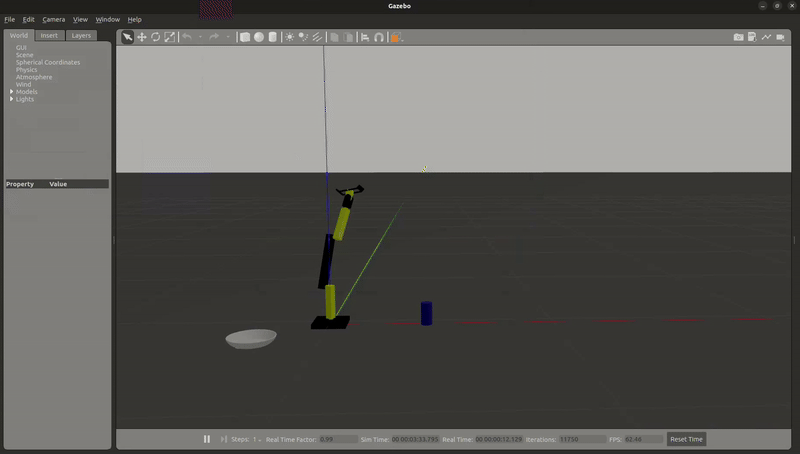 Gazebo
File Edit Camera View Window Help
World Insert Layers
GUI
Scene
Spherical Coordinates
Physics
Atmosphere
Wind
Models
Lights
Property Value
Steps: 1 Real Time Factor: 0.99 Sim Time: 00 00:03:33.793 Real Time: 00 00:00:12.129 Iterations: 11750 FPS: 62.46 Reset Time